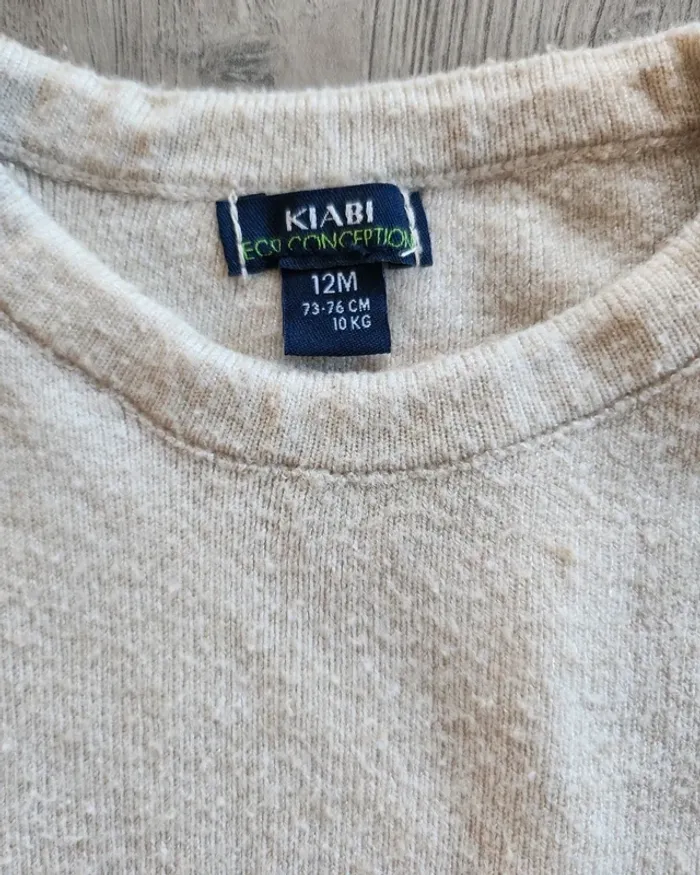 KIABI
ECO CONCEPTION
12M
73-76 CM
10 KG